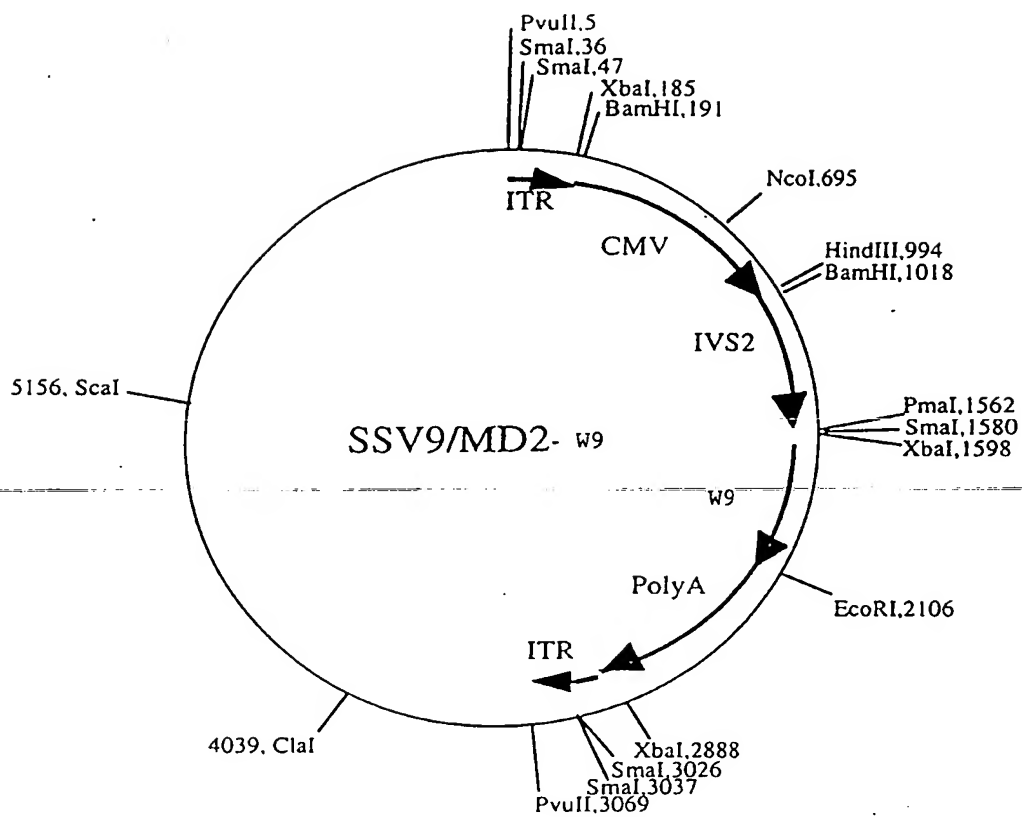 PvuII,5
SmaI,36
SmaI,47
XbaI,185
BamHI,191
NcoI,695
ITR
CMV
HindIII,994
BamHI,1018
IVS2
5156, ScaI
PmaI,1562
SmaI,1580
XbaI,1598
SSV9/MD2- W9
W9
PolyA
EcoRI,2106
ITR
4039, ClaI
XbaI,2888
SmaI,3026
SmaI,3037
PvuII,3069